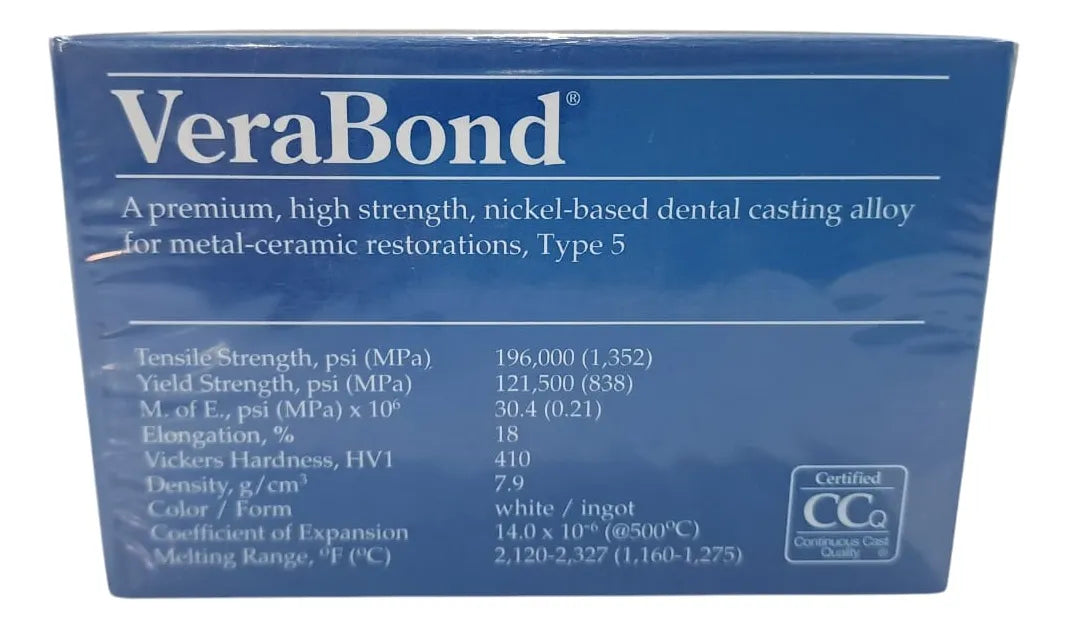 VeraBond®
A premium, high strength, nickel-based dental casting alloy
for metal-ceramic restorations, Type 5
Tensile Strength, psi (MPa) 196,000 (1,352)
Yield Strength, psi (MPa) 121,500 (838)
M. of E., psi (MPa) x 10⁶ 30.4 (0.21)
Elongation, % 18
Vickers Hardness, HV1 410
Density, g/cm³ 7.9
Color / Form white / ingot
Coefficient of Expansion 14.0 x 10⁻⁶ (@500ºC)
Melting Range, ºF (ºC) 2,120-2,327 (1,160-1,275)
Certified
CCQ
Continuous Cast
Quality ®